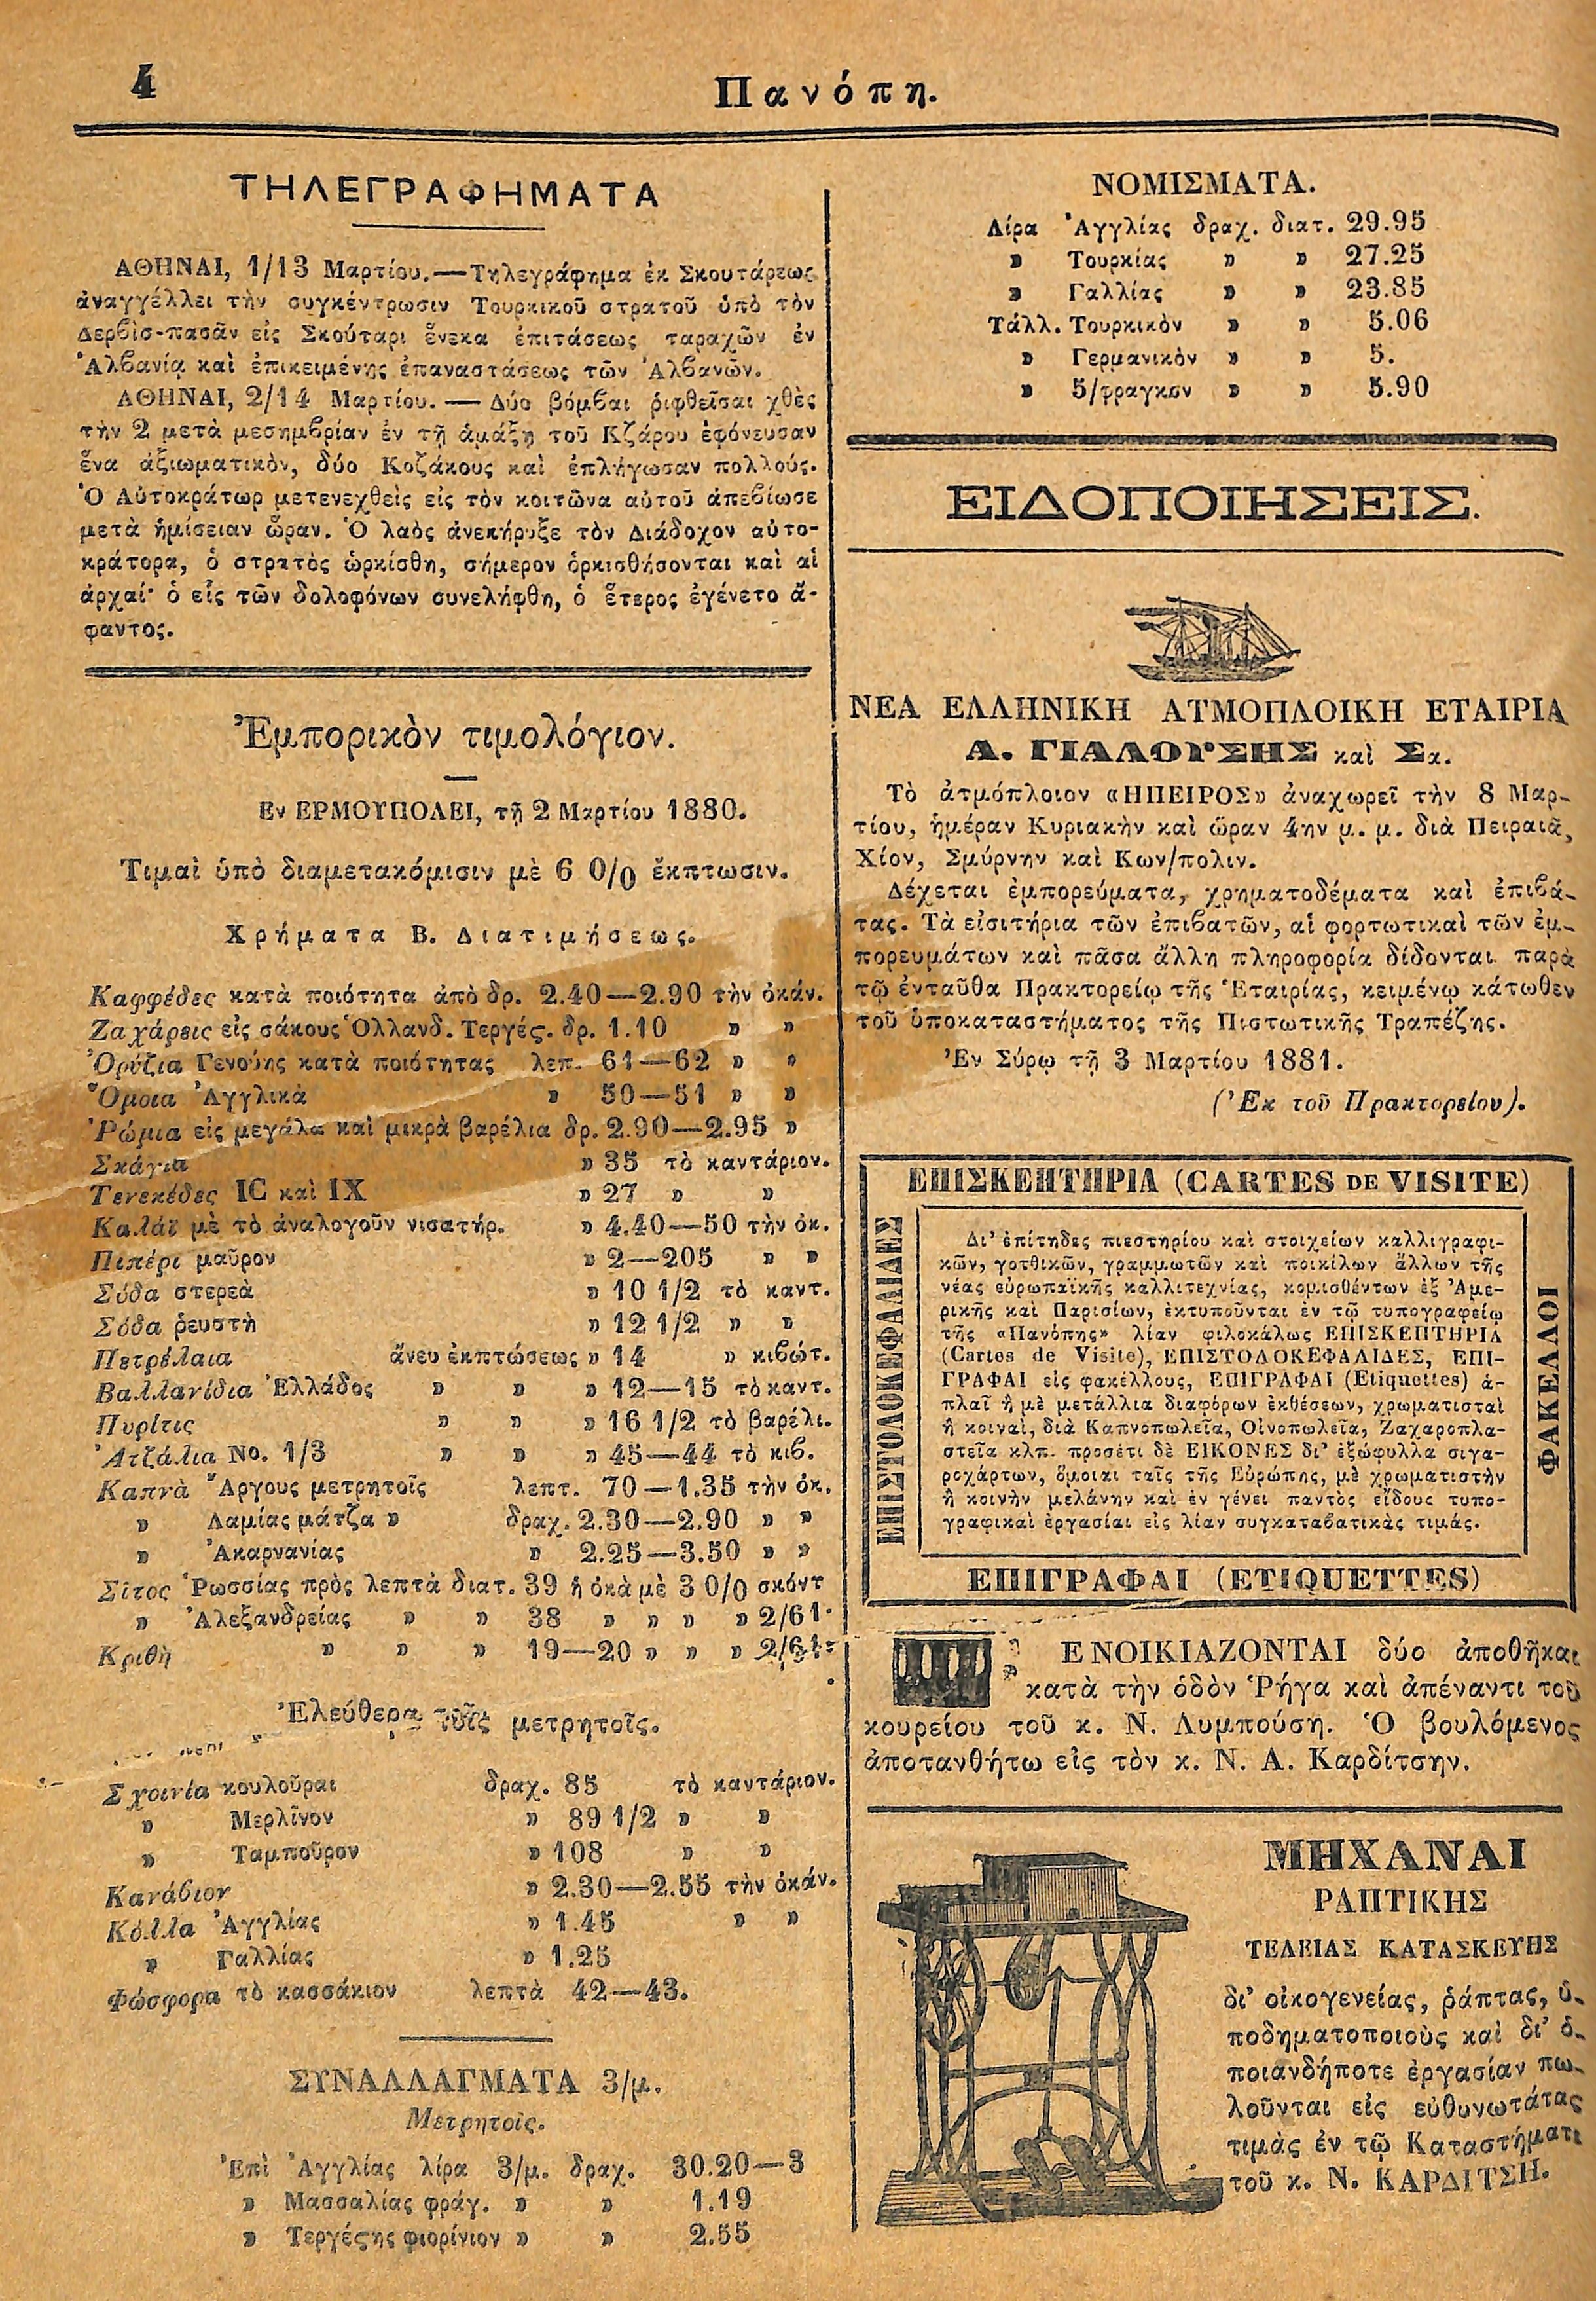 4
Πανόπη.
ΤΗΛΕΓΡΑΦΗΜΑΤΑ
ΑΘΗΝΑΙ, 1/13 Μαρτίου.—Τηλεγράφημα ἐκ Σκουτάρεως
ἀναγγέλλει τὴν συγκέντρωσιν Τουρκικοῦ στρατοῦ ὑπὸ τὸν
Δερβὶσ-πασᾶν εἰς Σκούταρι ἕνεκα ἐπιτάσεως ταραχῶν ἐν
Ἀλβανίᾳ καὶ ἐπικειμένης ἐπαναστάσεως τῶν Ἀλβανῶν.
ΑΘΗΝΑΙ, 2/14 Μαρτίου. — Δύο βόμβαι ῥιφθεῖσαι χθὲς
τὴν 2 μετὰ μεσημβρίαν ἐν τῇ ἁμάξῃ τοῦ Κζάρου ἐφόνευσαν
ἕνα ἀξιωματικὸν, δύο Κοζάκους καὶ ἐπλήγωσαν πολλούς.
Ὁ Αὐτοκράτωρ μετενεχθεὶς εἰς τὸν κοιτῶνα αὐτοῦ ἀπεβίωσε
μετὰ ἡμίσειαν ὥραν. Ὁ λαὸς ἀνεκήρυξε τὸν Διάδοχον αὐτο-
κράτορα, ὁ στρατὸς ὡρκίσθη, σήμερον ὁρκισθήσονται καὶ αἱ
ἀρχαί· ὁ εἷς τῶν δολοφόνων συνελήφθη, ὁ ἕτερος ἐγένετο ἄ-
φαντος.
Ἐμπορικὸν τιμολόγιον.
Εν ΕΡΜΟΥΠΟΛΕΙ, τῇ 2 Μαρτίου 1880.
Τιμαὶ ὑπὸ διαμετακόμισιν μὲ 6 0/0 ἔκπτωσιν.
Χρήματα Β. Διατιμήσεως.
Καφφέδες κατὰ ποιότητα ἀπὸ δρ. 2.40—2.90 τὴν ὀκάν.
Ζαχάρεις εἰς σάκους Ὁλλανδ. Τεργές. δρ. 1.10 » »
Ὀρύζια Γενούης κατὰ ποιότητας λεπ. 61—62 » »
Ὅμοια Ἀγγλικὰ » 50—51 » »
Ῥώμια εἰς μεγάλα καὶ μικρὰ βαρέλια δρ. 2.90—2.95 »
Σκάγια » 35 τὸ καντάριον.
Τενεκέδες IC καὶ IX » 27 » »
Καλάϊ μὲ τὸ ἀναλογοῦν νισατήρ. » 4.40—50 τὴν ὀκ.
Πιπέρι μαῦρον » 2—205 » »
Σόδα στερεὰ » 10 1/2 τὸ καντ.
Σόδα ῥευστὴ » 12 1/2 » »
Πετρέλαια ἄνευ ἐκπτώσεως » 14 » κιβώτ.
Βαλλανίδια Ἑλλάδος » » » 12—15 τὸ καντ.
Πυρίτις » » » 16 1/2 τὸ βαρέλι.
Ἀτζάλια Νο. 1/3 » » » 45—44 τὸ κιβ.
Καπνὰ Ἄργους μετρητοῖς λεπτ. 70—1.35 τὴν ὀκ.
» Λαμίας μάτζα » δραχ. 2.30—2.90 » »
» Ἀκαρνανίας » 2.25—3.50 » »
Σῖτος Ῥωσσίας πρὸς λεπτὰ διατ. 39 ἡ ὀκὰ μὲ 3 0/0 σκόντ
» Ἀλεξανδρείας » » 38 » » » » 2/61·
Κριθὴ » » » 19—20 » » » 2/61·
Ἐλεύθερα τοῖς μετρητοῖς.
Σχοινία κουλοῦραι δραχ. 85 τὸ καντάριον.
» Μερλῖνον » 89 1/2 » »
» Ταμποῦρον » 108 » »
Κανάβιον » 2.30—2.55 τὴν ὀκάν.
Κόλλα Ἀγγλίας » 1.45 » »
» Γαλλίας » 1.25
Φώσφορα τὸ κασσάκιον λεπτὰ 42—43.
ΣΥΝΑΛΛΑΓΜΑΤΑ 3/μ.
Μετρητοῖς.
Ἐπὶ Ἀγγλίας λίρα 3/μ. δραχ. 30.20—3
» Μασσαλίας φράγ. » » 1.19
» Τεργέςης φιορίνιον » » 2.55
ΝΟΜΙΣΜΑΤΑ.
Λίρα Ἀγγλίας δραχ. διατ. 29.95
» Τουρκίας » » 27.25
» Γαλλίας » » 23.85
Τάλλ. Τουρκικὸν » » 5.06
» Γερμανικὸν » » 5.
» 5/φραγκον » » 5.90
ΕΙΔΟΠΟΙΗΣΕΙΣ.
ΝΕΑ ΕΛΛΗΝΙΚΗ ΑΤΜΟΠΛΟΙΚΗ ΕΤΑΙΡΙΑ
Α. ΓΙΑΛΟΥΣΗΣ καὶ Σα.
Τὸ ἀτμόπλοιον «ΗΠΕΙΡΟΣ» ἀναχωρεῖ τὴν 8 Μαρ-
τίου, ἡμέραν Κυριακὴν καὶ ὥραν 4ην μ. μ. διὰ Πειραιᾶ,
Χίον, Σμύρνην καὶ Κων/πολιν.
Δέχεται ἐμπορεύματα, χρηματοδέματα καὶ ἐπιβά-
τας. Τὰ εἰσιτήρια τῶν ἐπιβατῶν, αἱ φορτωτικαὶ τῶν ἐμ-
πορευμάτων καὶ πᾶσα ἄλλη πληροφορία δίδονται παρὰ
τῷ ἐνταῦθα Πρακτορείῳ τῆς Ἑταιρίας, κειμένῳ κάτωθεν
τοῦ ὑποκαταστήματος τῆς Πιστωτικῆς Τραπέζης.
Ἐν Σύρῳ τῇ 3 Μαρτίου 1881.
(Ἐκ τοῦ Πρακτορείου).
ΕΠΙΣΚΕΠΤΗΡΙΑ (CARTES DE VISITE)
ΕΠΙΣΤΟΛΟΚΕΦΑΛΙΔΕΣ
Δι' ἐπίτηδες πιεστηρίου καὶ στοιχείων καλλιγραφι-
κῶν, γοτθικῶν, γραμμωτῶν καὶ ποικίλων ἄλλων τῆς
νέας εὐρωπαϊκῆς καλλιτεχνίας, κομισθέντων ἐξ Ἀμε-
ρικῆς καὶ Παρισίων, ἐκτυποῦνται ἐν τῷ τυπογραφείῳ
τῆς «Πανόπης» λίαν φιλοκάλως ΕΠΙΣΚΕΠΤΗΡΙΑ
(Cartes de Visite), ΕΠΙΣΤΟΛΟΚΕΦΑΛΙΔΕΣ, ΕΠΙ-
ΓΡΑΦΑΙ εἰς φακέλλους, ΕΠΙΓΡΑΦΑΙ (Etiquettes) ἁ-
πλαῖ ἢ μὲ μετάλλια διαφόρων ἐκθέσεων, χρωματισταὶ
ἢ κοιναὶ, διὰ Καπνοπωλεῖα, Οἰνοπωλεῖα, Ζαχαροπλα-
στεῖα κλπ. προσέτι δὲ ΕΙΚΟΝΕΣ δι' ἐξώφυλλα σιγα-
ροχάρτων, ὅμοιαι ταῖς τῆς Εὐρώπης, μὲ χρωματιστὴν
ἢ κοινὴν μελάνην καὶ ἐν γένει παντὸς εἴδους τυπο-
γραφικαὶ ἐργασίαι εἰς λίαν συγκαταβατικὰς τιμάς.
ΦΑΚΕΛΛΟΙ
ΕΠΙΓΡΑΦΑΙ (ETIQUETTES)
ΕΝΟΙΚΙΑΖΟΝΤΑΙ δύο ἀποθῆκαι
κατὰ τὴν ὁδὸν Ῥήγα καὶ ἀπέναντι τοῦ
κουρείου τοῦ κ. Ν. Λυμπούση. Ὁ βουλόμενος
ἀποτανθήτω εἰς τὸν κ. Ν. Α. Καρδίτσην.
ΜΗΧΑΝΑΙ
ΡΑΠΤΙΚΗΣ
ΤΕΛΕΙΑΣ ΚΑΤΑΣΚΕΥΗΣ
δι' οἰκογενείας, ῥάπτας, ὑ-
ποδηματοποιοὺς καὶ δι' ὁ-
ποιανδήποτε ἐργασίαν πω-
λοῦνται εἰς εὐθυνωτάτας
τιμὰς ἐν τῷ Καταστήματι
τοῦ κ. Ν. ΚΑΡΔΙΤΣΗ.